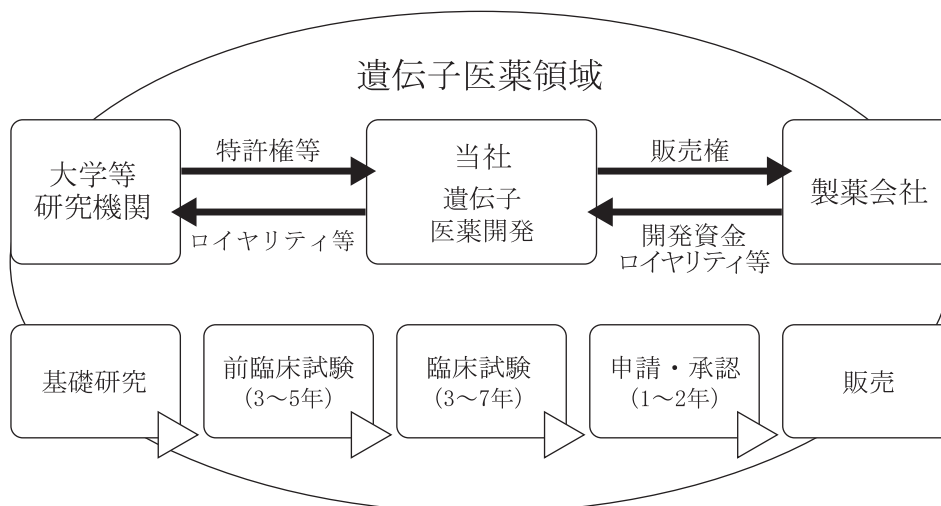 遺伝子医薬領域
大学等
研究機関
特許権等
ロイヤリティ等
当社
遺伝子
医薬開発
販売権
開発資金
ロイヤリティ等
製薬会社
基礎研究
前臨床試験
(3〜5年)
臨床試験
(3〜7年)
申請・承認
(1〜2年)
販売